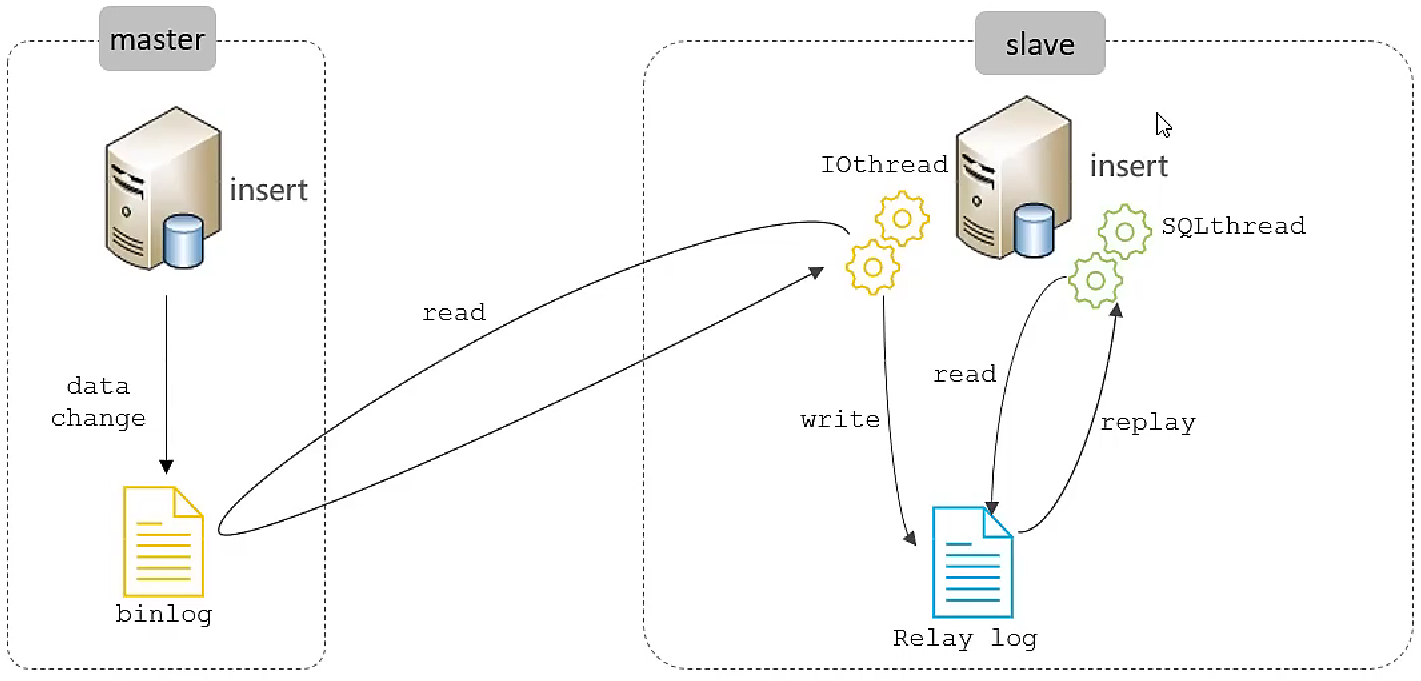 master
slave
insert
IOthread
insert
SQLthread
read
data
change
read
write
replay
binlog
Relay log